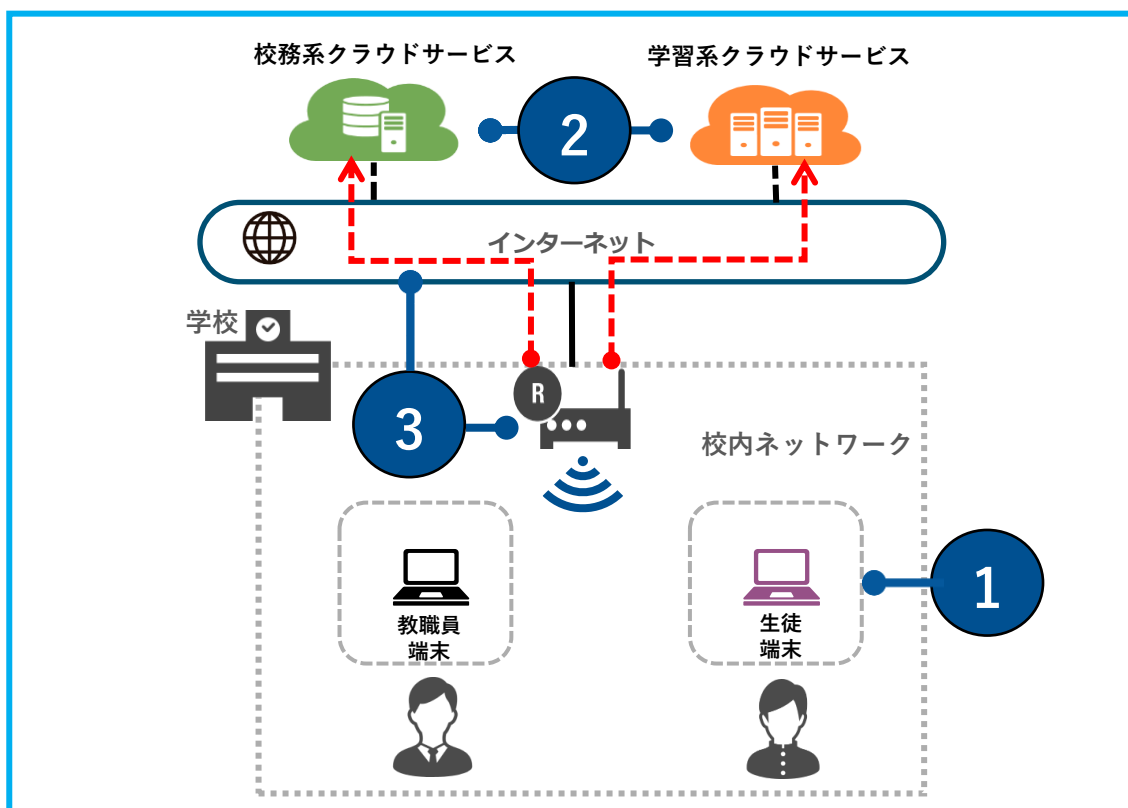 校務系クラウドサービス
学習系クラウドサービス
2
インターネット
学校
R
3
校内ネットワーク
1
教職員
端末
生徒
端末